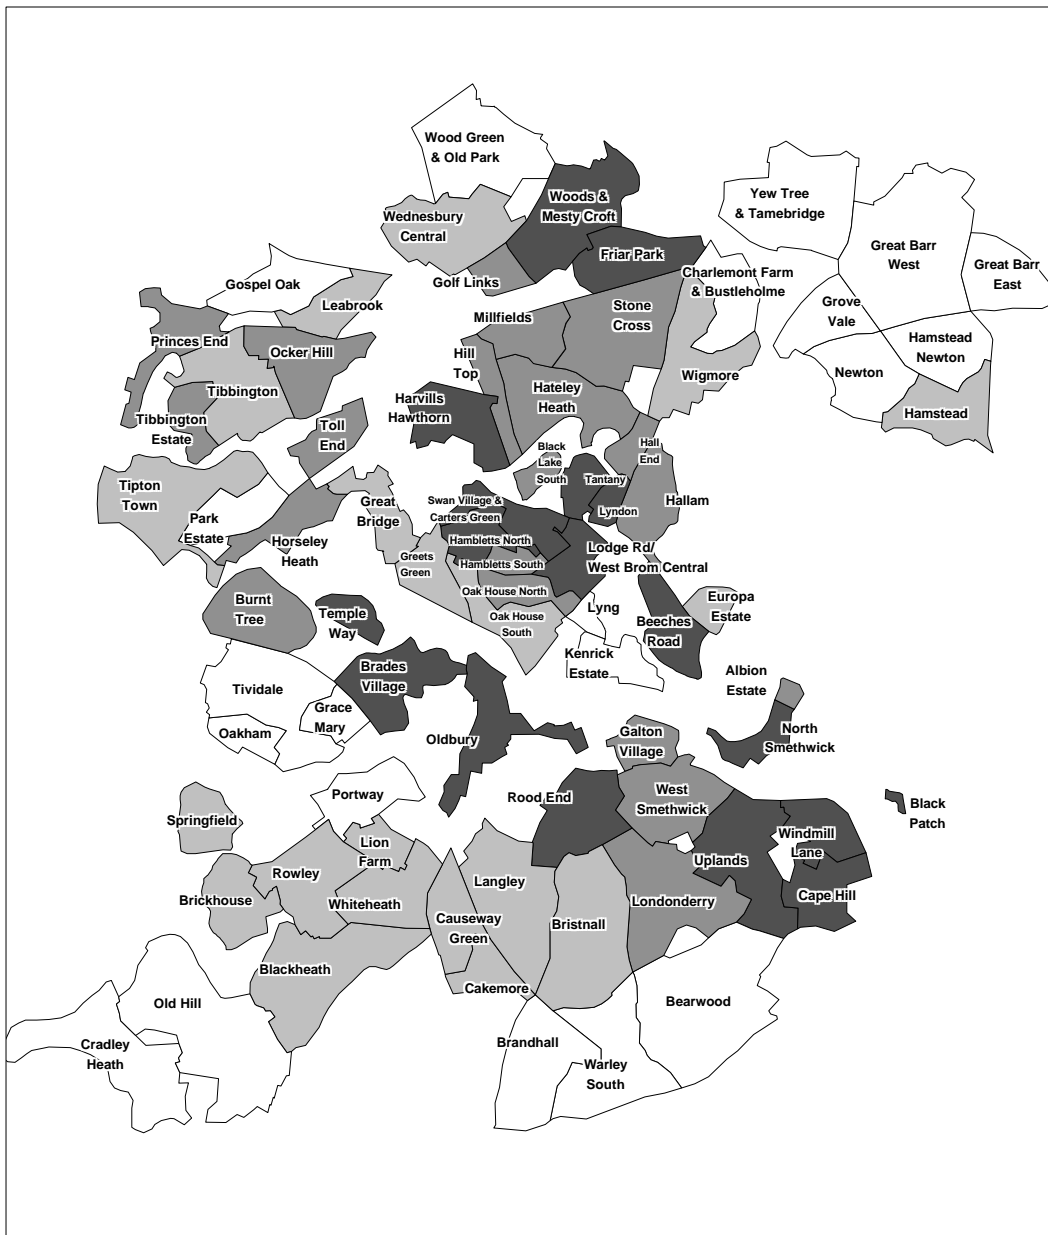 Wood Green
& Old Park
Woods &
Mesty Croft
Yew Tree
& Tamebridge
Wednesbury
Central
Friar Park
Great Barr
West
Great Barr
East
Golf Links
Charlemont Farm
& Bustleholme
Gospel Oak
Leabrook
Stone
Cross
Grove
Vale
Millfields
Princes End
Ocker Hill
Hill
Top
Hamstead
Newton
Newton
Wigmore
Tibbington
Hateley
Heath
Harvills
Hawthorn
Hamstead
Tibbington
Estate
Toll
End
Black
Lake
South
Hall
End
Tipton
Town
Tantany
Great
Bridge
Swan Village &
Carters Green
Lyndon
Hallam
Park
Estate
Horseley
Heath
Hambletts North
Lodge Rd/
West Brom Central
Greets
Green
Hambletts South
Oak House North
Burnt
Tree
Temple
Way
Oak House
South
Lyng
Beeches
Road
Europa
Estate
Kenrick
Estate
Brades
Village
Albion
Estate
Tividale
Grace
Mary
Oakham
Oldbury
Galton
Village
North
Smethwick
Portway
Rood End
West
Smethwick
Black
Patch
Springfield
Lion
Farm
Windmill
Lane
Rowley
Langley
Uplands
Brickhouse
Whiteheath
Londonderry
Cape Hill
Causeway
Green
Bristnall
Blackheath
Cakemore
Old Hill
Bearwood
Cradley
Heath
Brandhall
Warley
South